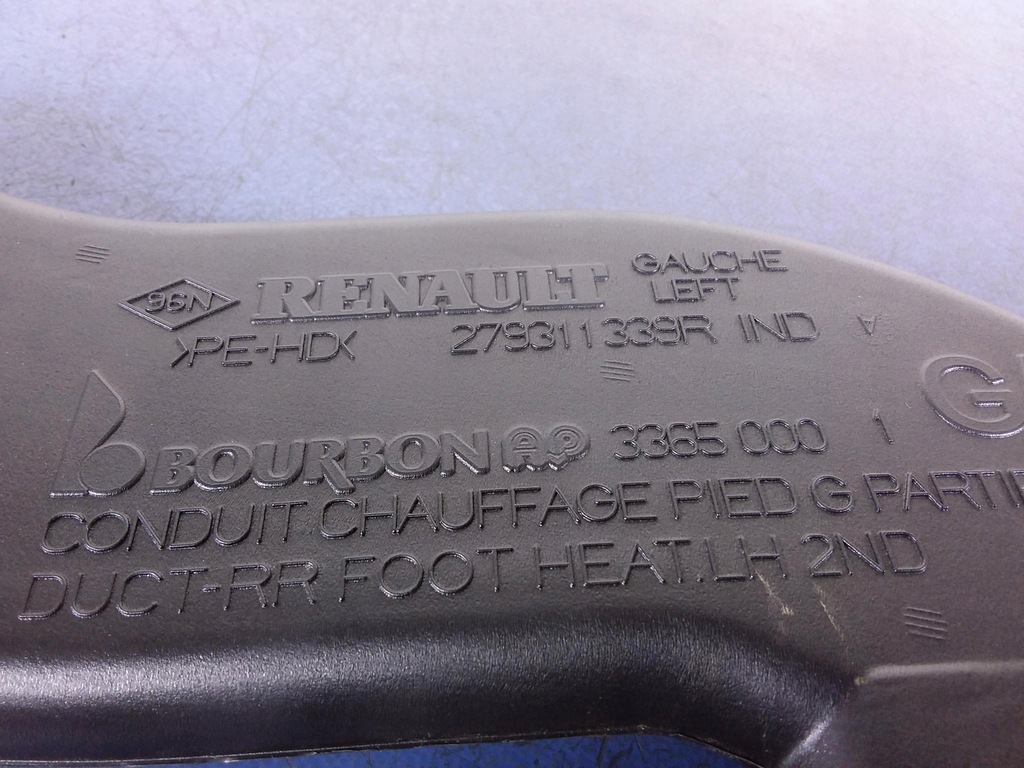 96N RENAULT GAUCHE
LEFT
>PE-HD< 279311339R IND A
G
BOURBON AP 3365 000 1
CONDUIT CHAUFFAGE PIED G PARTIE
DUCT-RR FOOT HEAT.LH 2ND